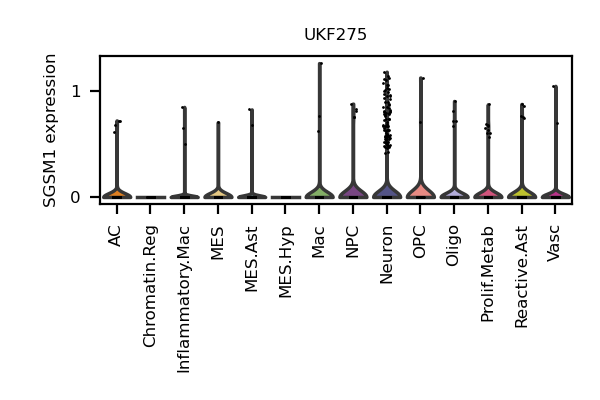 UKF275
SGSM1 expression
1
0
AC
Chromatin.Reg
Inflammatory.Mac
MES
MES.Ast
MES.Hyp
Mac
NPC
Neuron
OPC
Oligo
Prolif.Metab
Reactive.Ast
Vasc